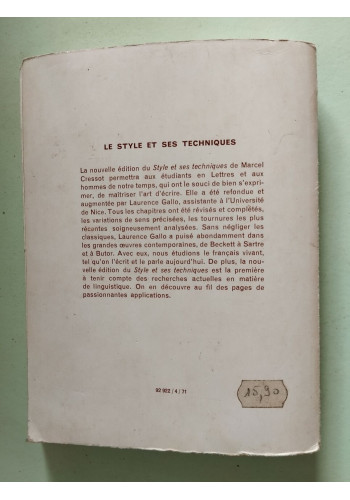 LE STYLE ET SES TECHNIQUES
La nouvelle édition du Style et ses techniques de Marcel
Cressot permettra aux étudiants en Lettres et aux
hommes de notre temps, qui ont le souci de bien s'expri-
mer, de maîtriser l'art d'écrire. Elle a été refondue et
augmentée par Laurence Gallo, assistante à l'Université
de Nice. Tous les chapitres ont été révisés et complétés,
les variations de sens précisées, les tournures les plus
récentes soigneusement analysées. Sans négliger les
classiques, Laurence Gallo a puisé abondamment dans
les grandes œuvres contemporaines, de Beckett à Sartre
et à Butor. Avec eux, nous étudions le français vivant,
tel qu'on l'écrit et le parle aujourd'hui. De plus, la nou-
velle édition du Style et ses techniques est la première
à tenir compte des recherches actuelles en matière
de linguistique. On en découvre au fil des pages de
passionnantes applications.
22 922 / 4 / 71
15,90